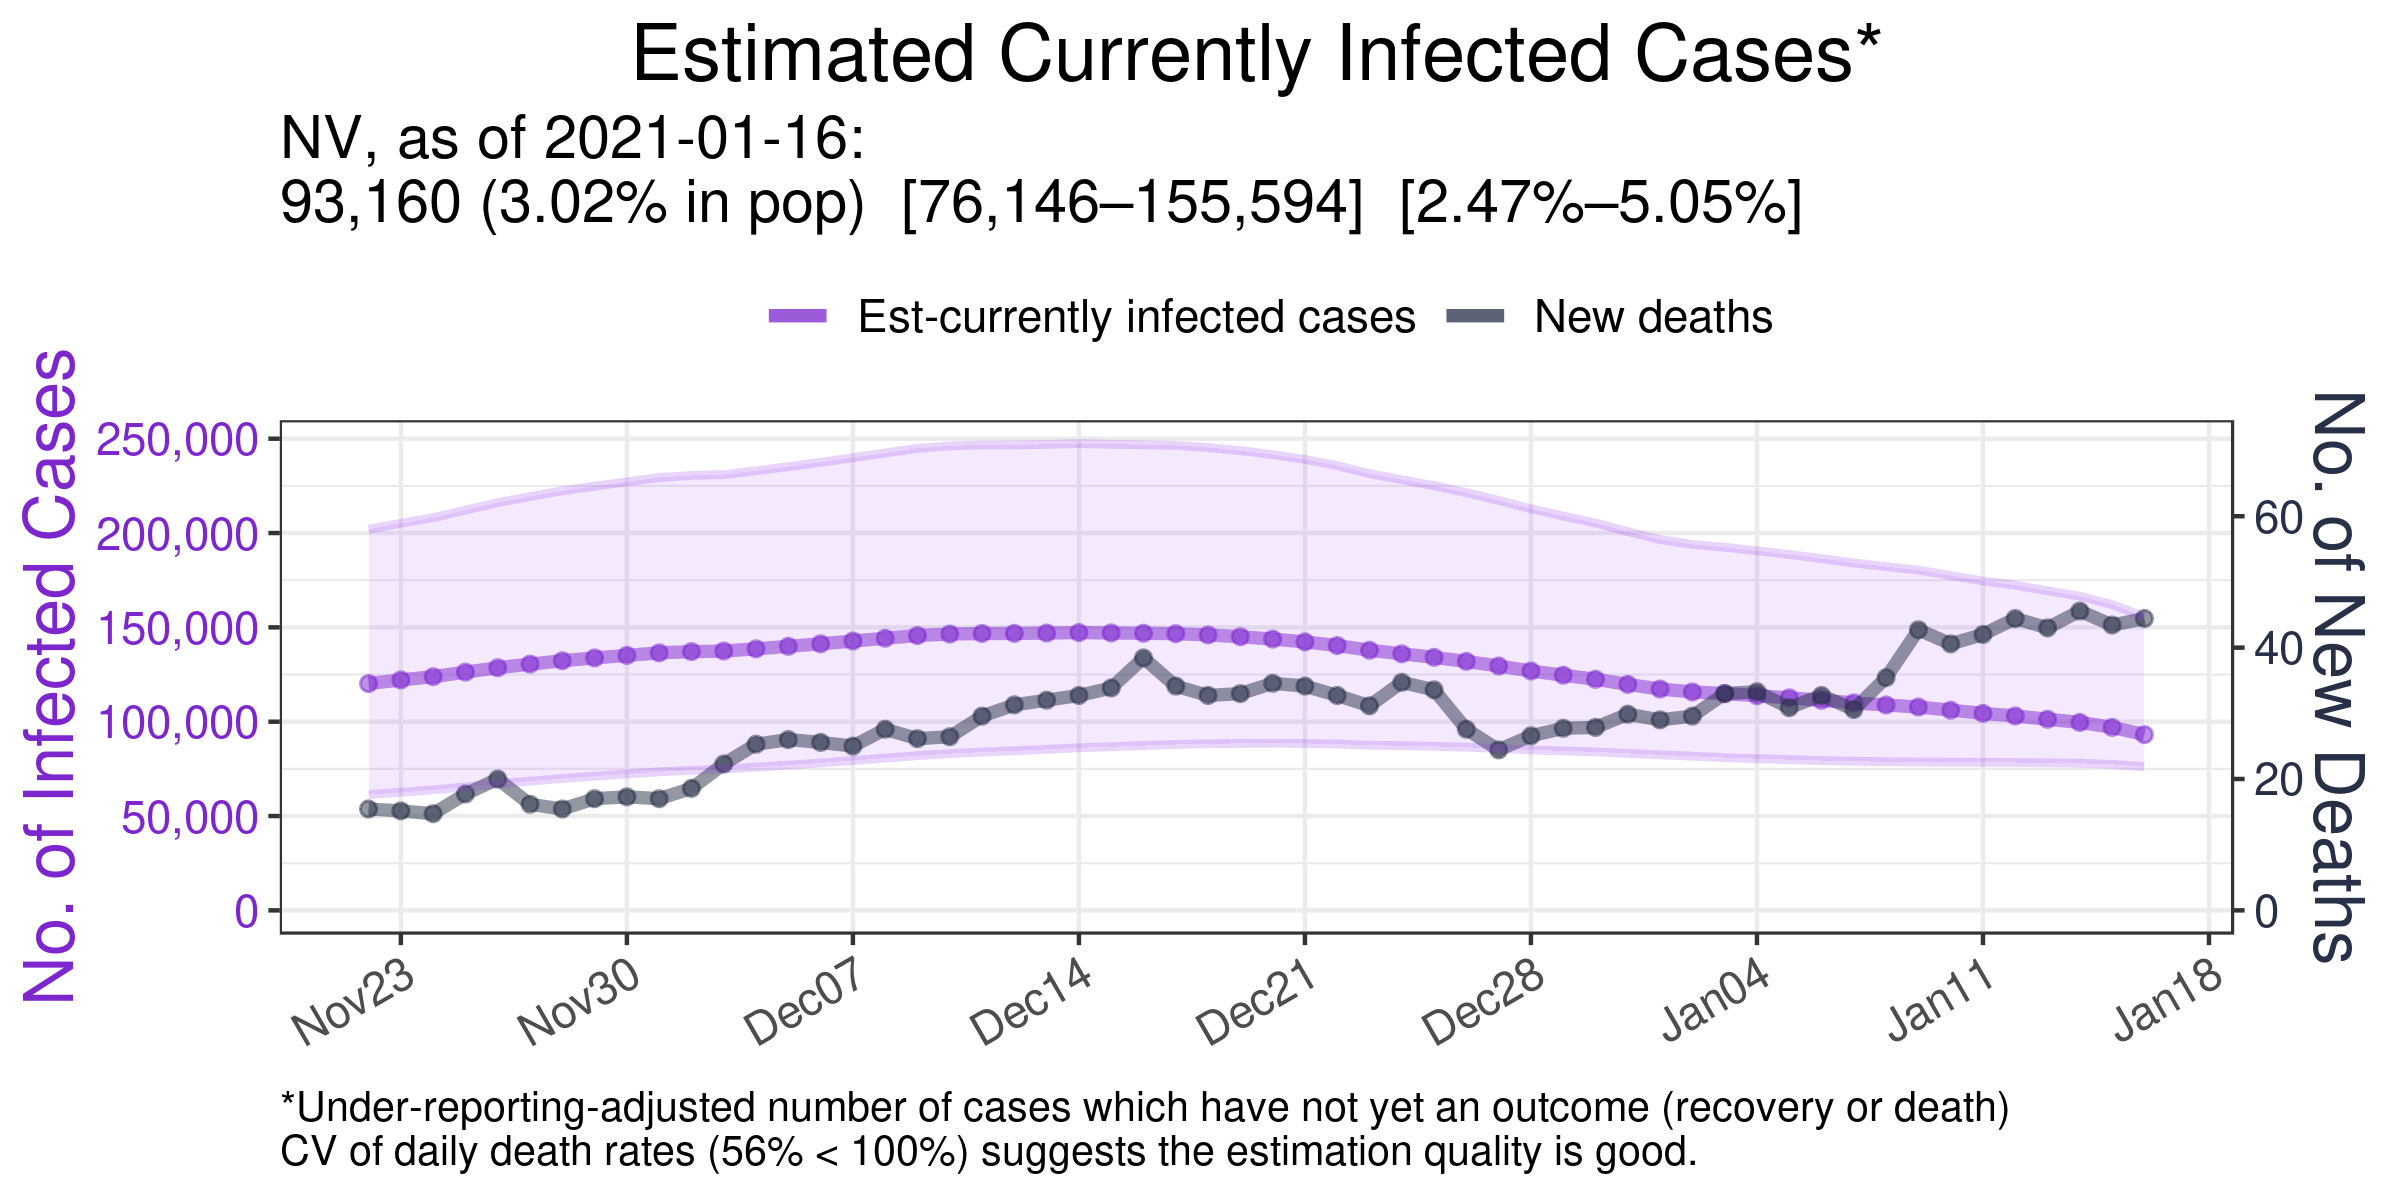 Estimated Currently Infected Cases*
NV, as of 2021-01-16:
93,160 (3.02% in pop)  [76,146–155,594]  [2.47%–5.05%]
Est-currently infected cases
New deaths
No. of Infected Cases
250,000
200,000
150,000
100,000
50,000
0
60
40
20
0
No. of New Deaths
Nov23
Nov30
Dec07
Dec14
Dec21
Dec28
Jan04
Jan11
Jan18
*Under-reporting-adjusted number of cases which have not yet an outcome (recovery or death)
CV of daily death rates (56% < 100%) suggests the estimation quality is good.